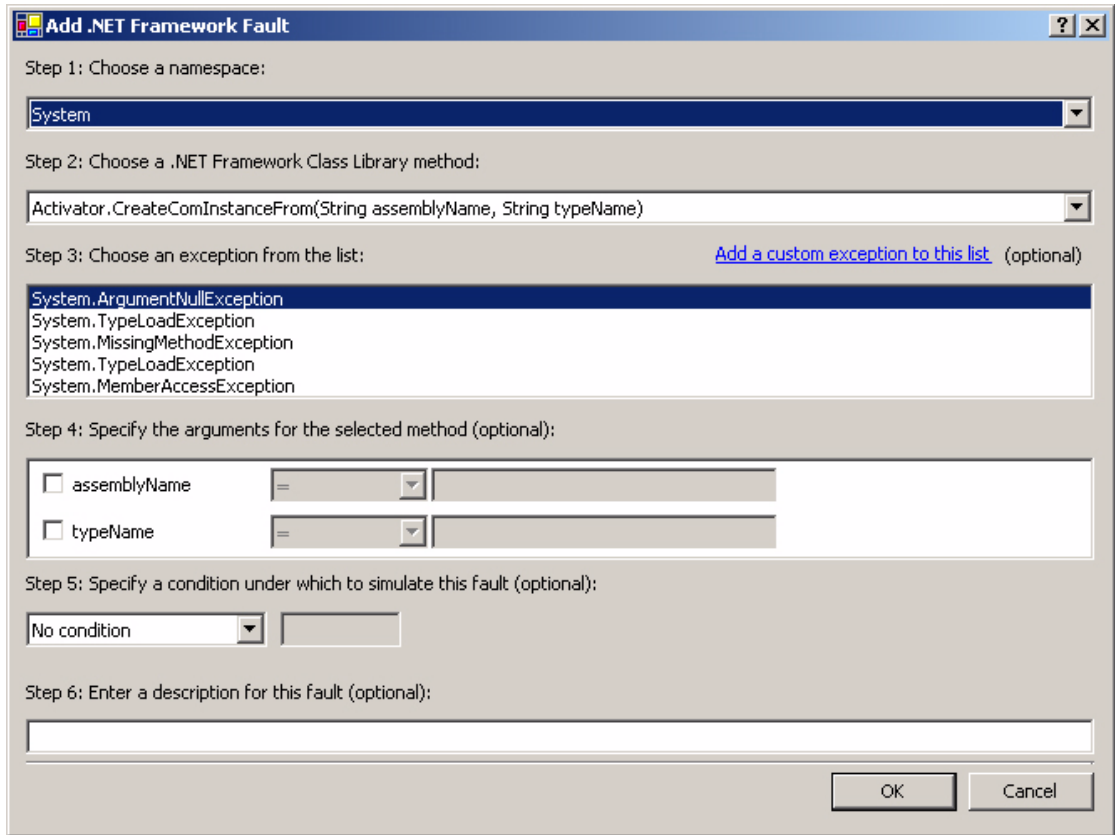 Add .NET Framework Fault
Step 1: Choose a namespace:
System
Step 2: Choose a .NET Framework Class Library method:
Activator.CreateComInstanceFrom(String assemblyName, String typeName)
Step 3: Choose an exception from the list: Add a custom exception to this list (optional)
System.ArgumentNullException
System.TypeLoadException
System.MissingMethodException
System.TypeLoadException
System.MemberAccessException
Step 4: Specify the arguments for the selected method (optional):
assemblyName =
typeName =
Step 5: Specify a condition under which to simulate this fault (optional):
No condition
Step 6: Enter a description for this fault (optional):
OK Cancel